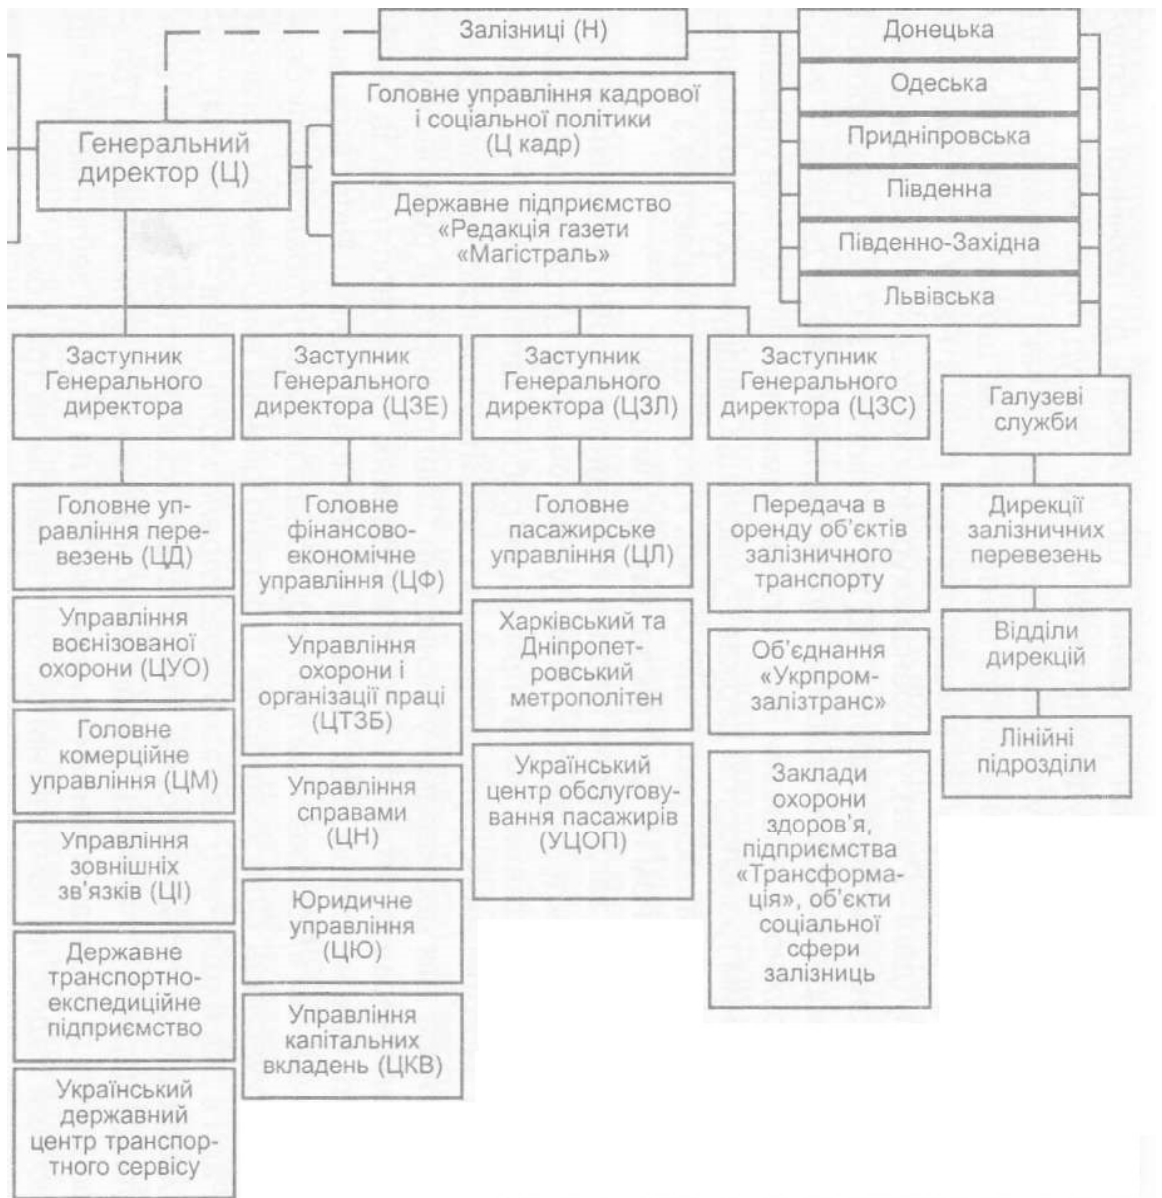 Залізниці (Н)
Донецька
Одеська
Придніпровська
Південна
Південно-Західна
Львівська
Головне управління кадрової
і соціальної політики
(Ц кадр)
Генеральний
директор (Ц)
Державне підприємство
«Редакція газети
«Магістраль»
Заступник
Генерального
директора
Заступник
Генерального
директора (ЦЗЕ)
Заступник
Генерального
директора (ЦЗЛ)
Заступник
Генерального
директора (ЦЗС)
Галузеві
служби
Головне уп-
равління пере-
везень (ЦД)
Управління
воєнізованої
охорони (ЦУО)
Головне
комерційне
управління (ЦМ)
Управління
зовнішніх
зв'язків (ЦІ)
Державне
транспортно-
експедиційне
підприємство
Український
державний
центр транспор-
тного сервісу
Головне
фінансово-
економічне
управління (ЦФ)
Управління
охорони і
організації праці
(ЦТЗБ)
Управління
справами
(ЦН)
Юридичне
управління
(ЦЮ)
Управління
капітальних
вкладень (ЦКВ)
Головне
пасажирське
управління (ЦЛ)
Харківський та
Дніпропет-
ровський
метрополітен
Український
центр обслугову-
вання пасажирів
(УЦОП)
Передача в
оренду об'єктів
залізничного
транспорту
Об'єднання
«Укрпром-
залізтранс»
Заклади
охорони
здоров'я,
підприємства
«Трансформа-
ція», об'єкти
соціальної
сфери
залізниць
Дирекції
залізничних
перевезень
Відділи
дирекцій
Лінійні
підрозділи